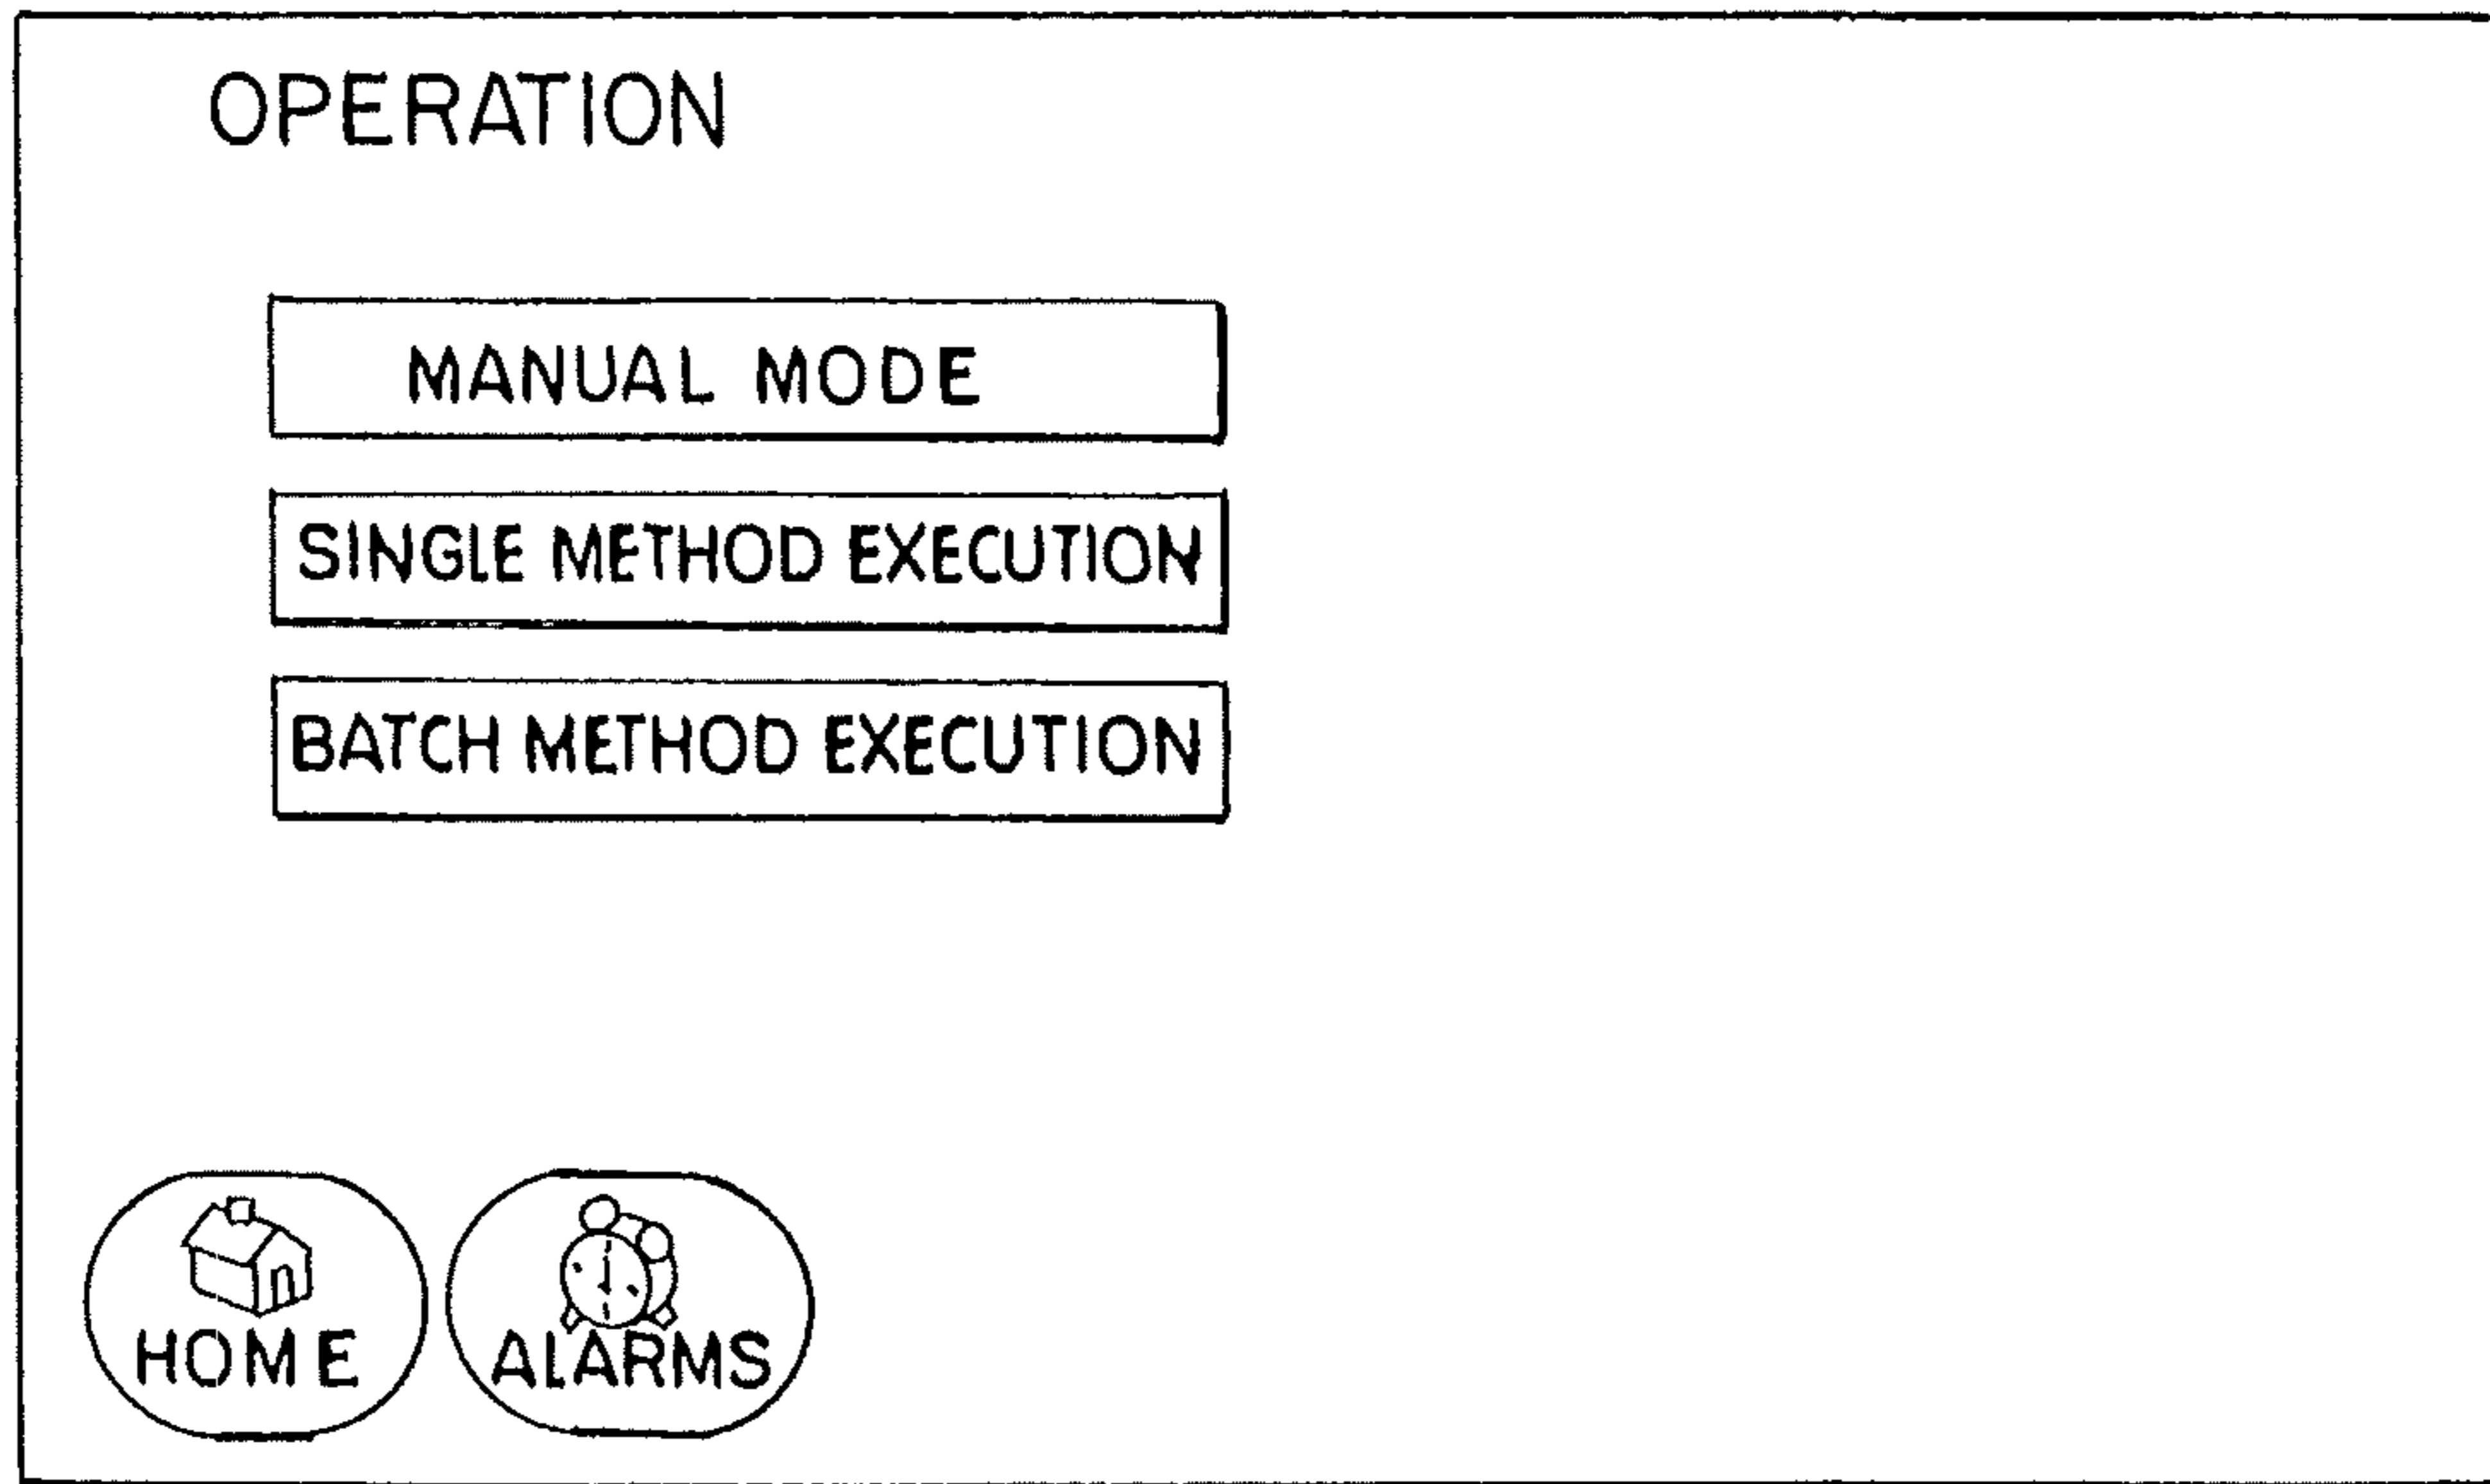 OPERATION
MANUAL MODE
SINGLE METHOD EXECUTION
BATCH METHOD EXECUTION
HOME
ALARMS